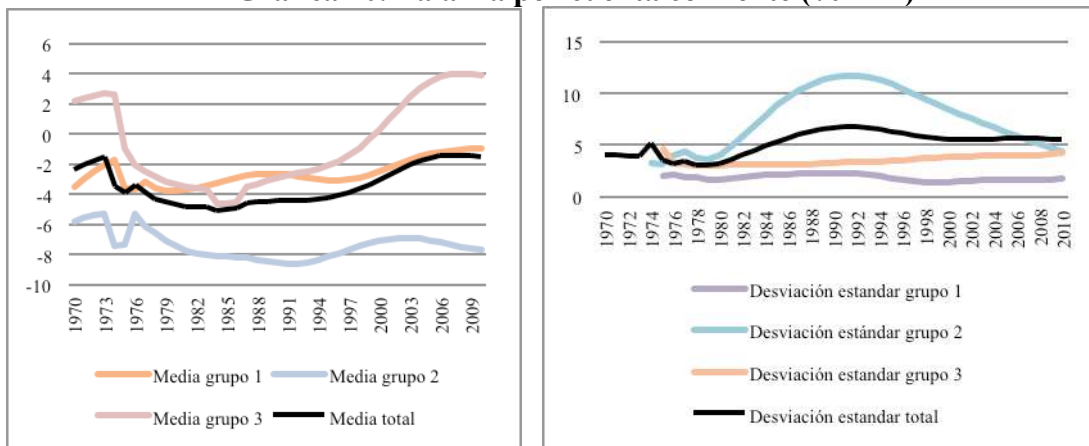 6
4
2
0
-2
-4
-6
-8
-10
1970 1973 1976 1979 1982 1985 1988 1991 1994 1997 2000 2003 2006 2009
Media grupo 1 Media grupo 2
Media grupo 3 Media total
15
10
5
0
1970 1972 1974 1976 1978 1980 1982 1984 1986 1988 1990 1992 1994 1996 1998 2000 2002 2004 2006 2008 2010
Desviación estandar grupo 1
Desviación estándar grupo 2
Desviación estandar grupo 3
Desviación estandar total